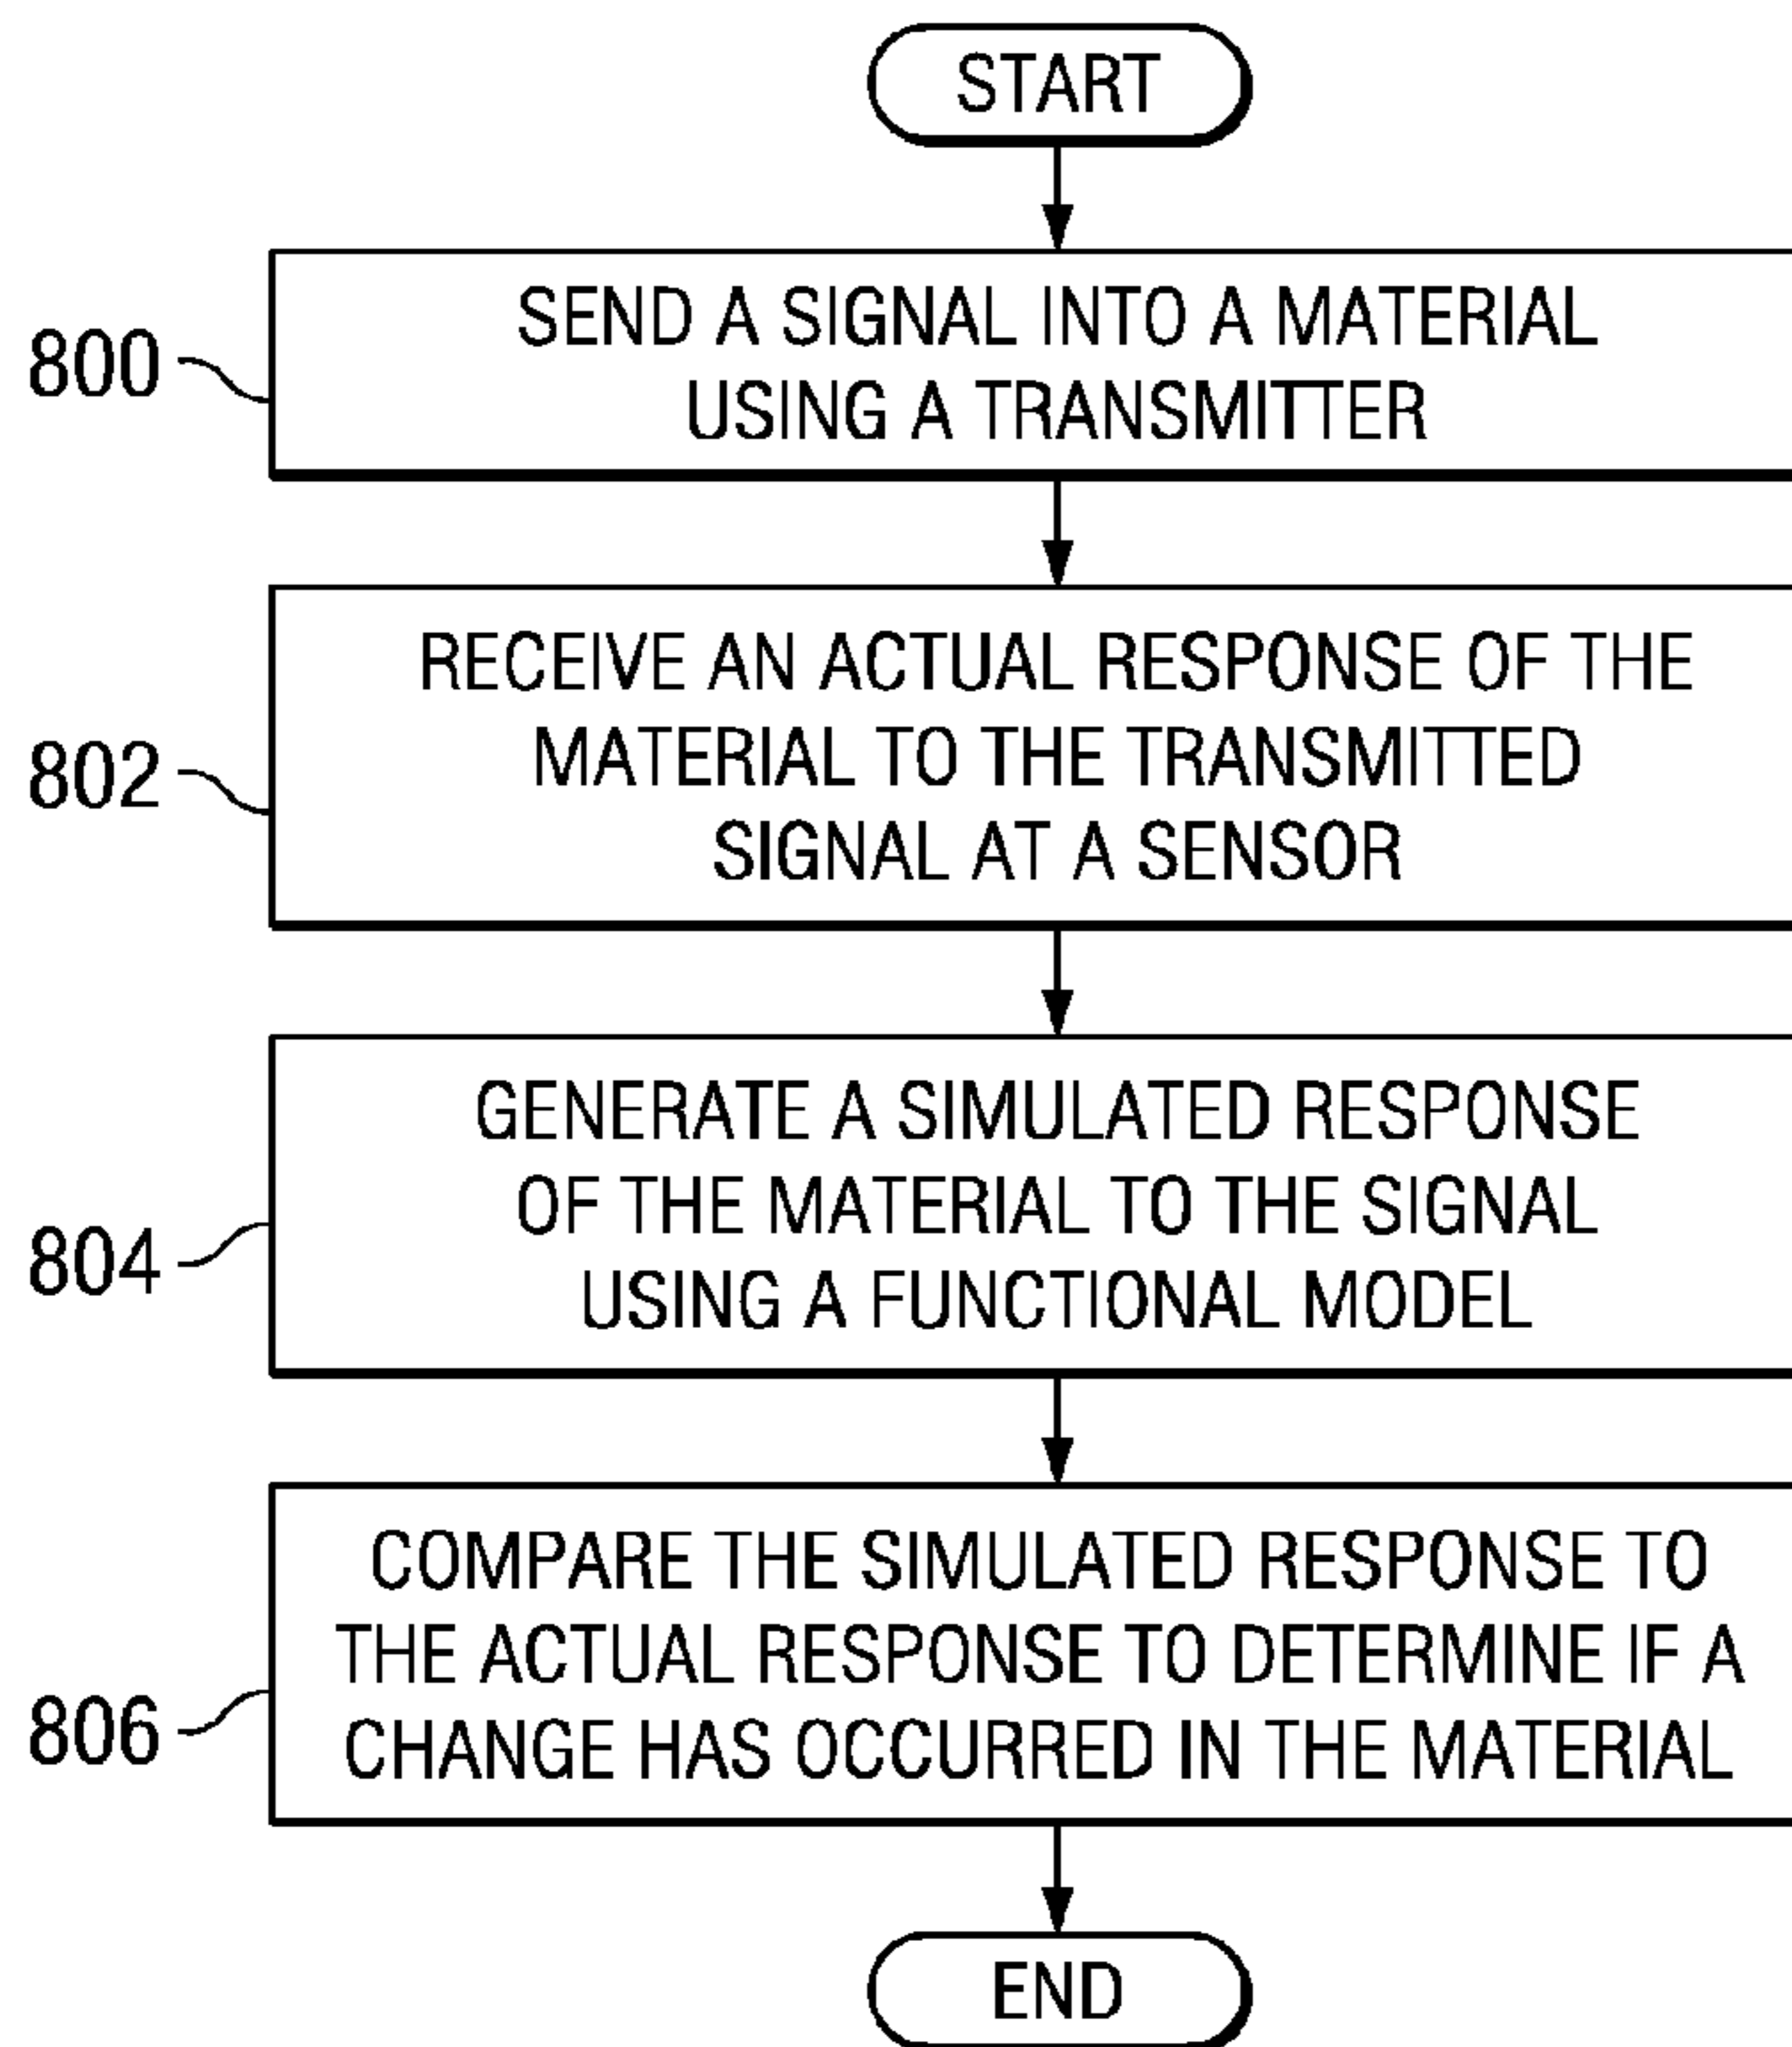 START
800
SEND A SIGNAL INTO A MATERIAL
USING A TRANSMITTER
802
RECEIVE AN ACTUAL RESPONSE OF THE
MATERIAL TO THE TRANSMITTED
SIGNAL AT A SENSOR
804
GENERATE A SIMULATED RESPONSE
OF THE MATERIAL TO THE SIGNAL
USING A FUNCTIONAL MODEL
806
COMPARE THE SIMULATED RESPONSE TO
THE ACTUAL RESPONSE TO DETERMINE IF A
CHANGE HAS OCCURRED IN THE MATERIAL
END